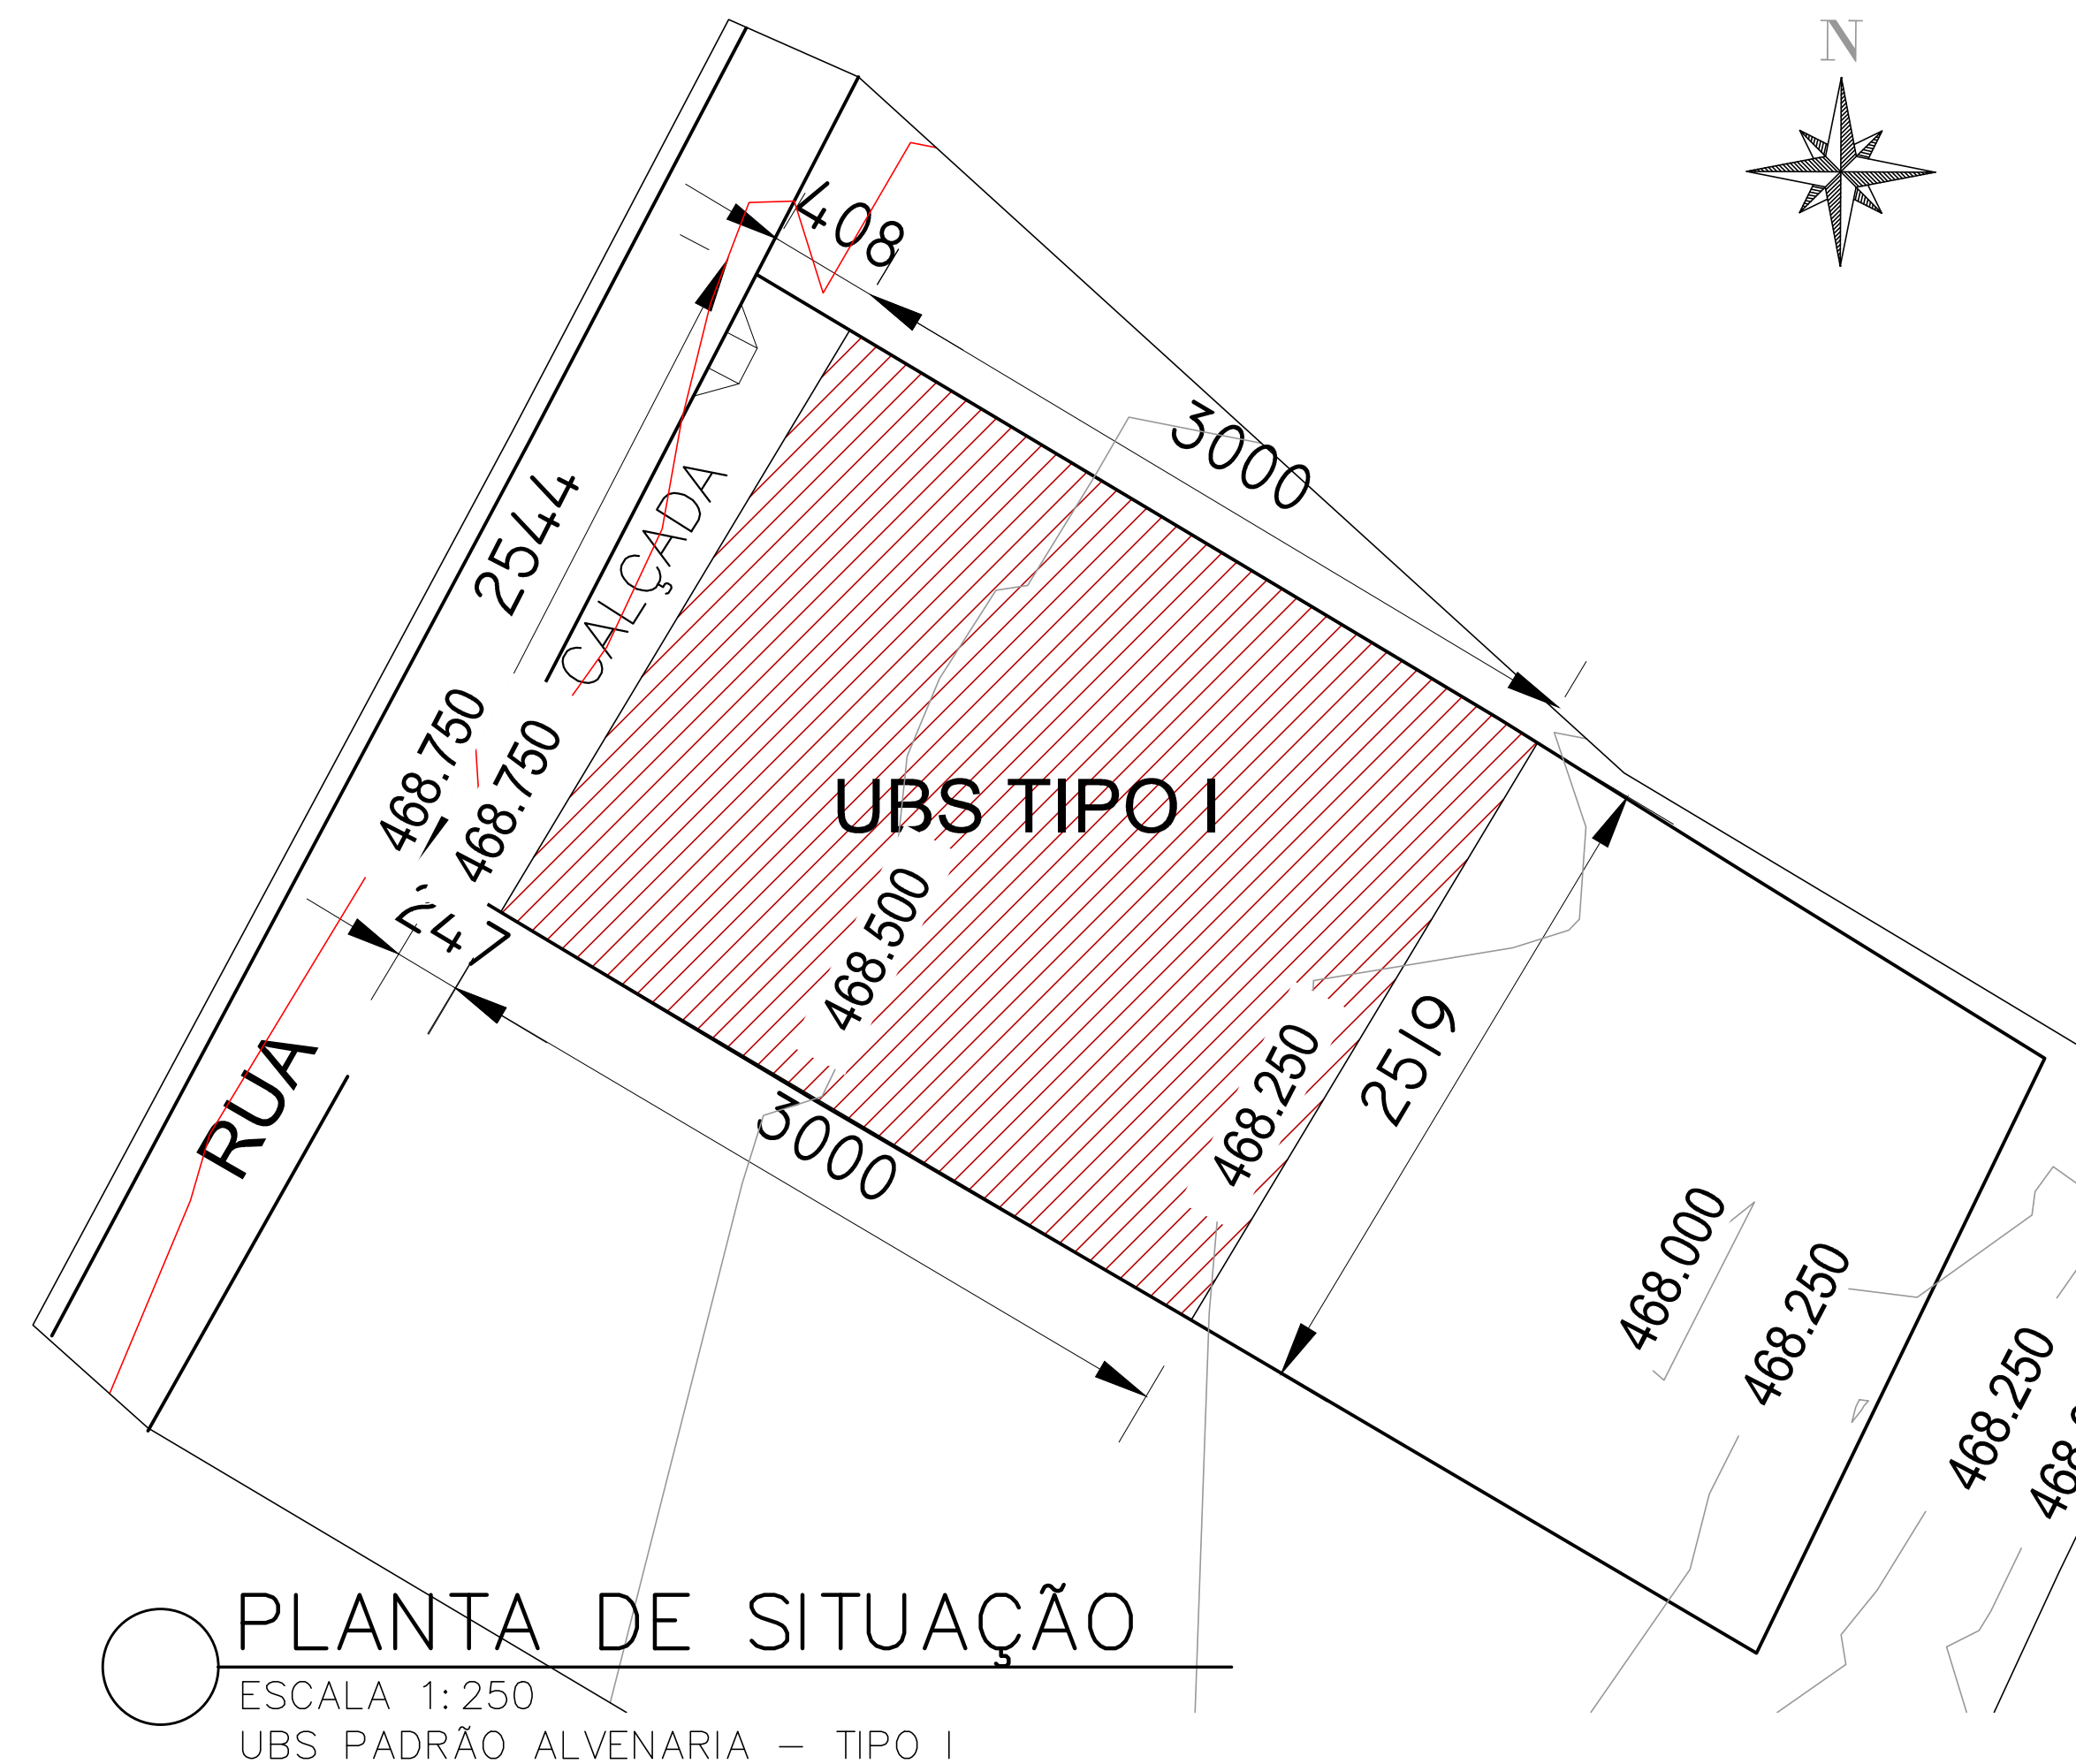 N
408
3000
2544
CALÇADA
468.750
468.750
UBS TIPO I
468.500
247
RUA
468.250
2519
3000
468.000
468.250
468.250
PLANTA DE SITUAÇÃO
ESCALA 1:250
UBS PADRÃO ALVENARIA — TIPO I